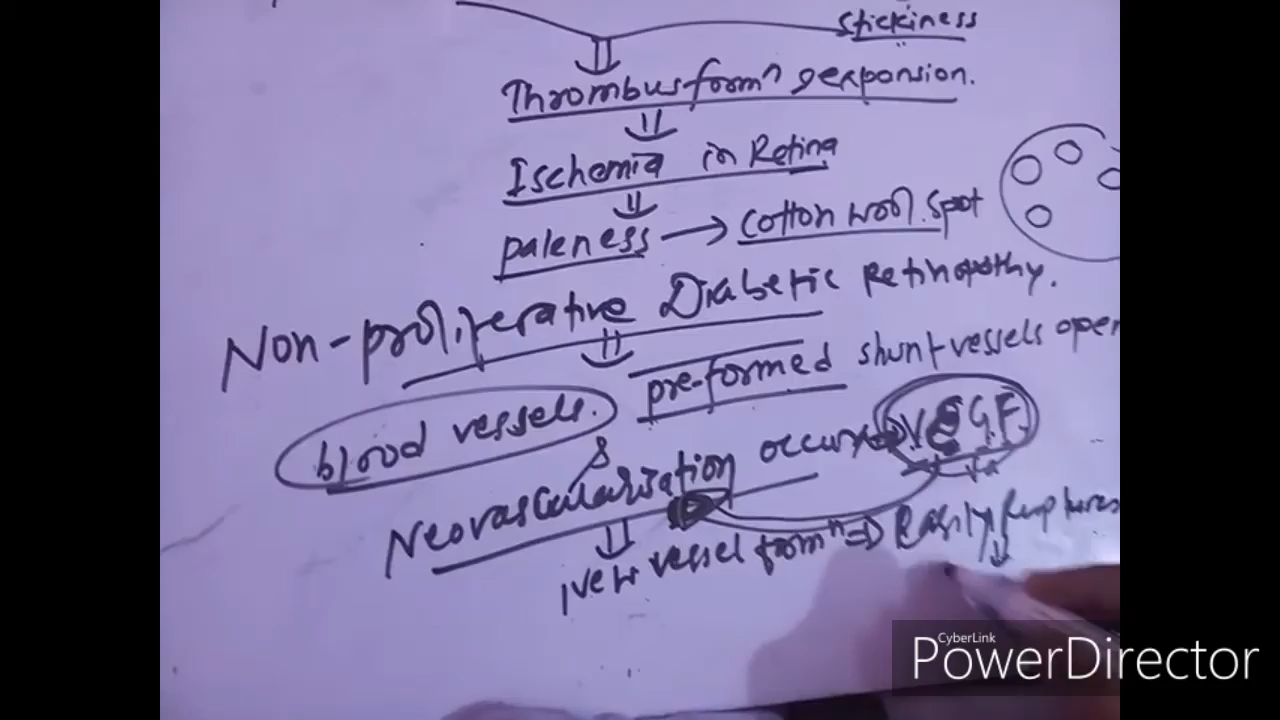 stickiness
Thrombus formⁿ & expansion.
Ischemia in Retina
paleness → cotton wool spot
Non-proliferative Diabetic Retinopathy.
pre-formed shunt vessels open
blood vessels.
&
Neovascularisation occurs VEGF
New vessel formⁿ ⇒ Easily ruptures
CyberLink
PowerDirector